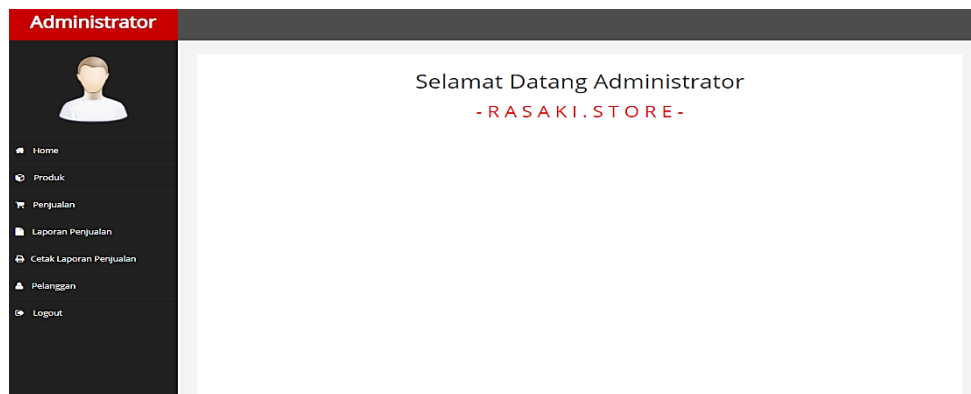 Administrator
Selamat Datang Administrator
-RASAKI.STORE-
Home
Produk
Penjualan
Laporan Penjualan
Cetak Laporan Penjualan
Pelanggan
Logout